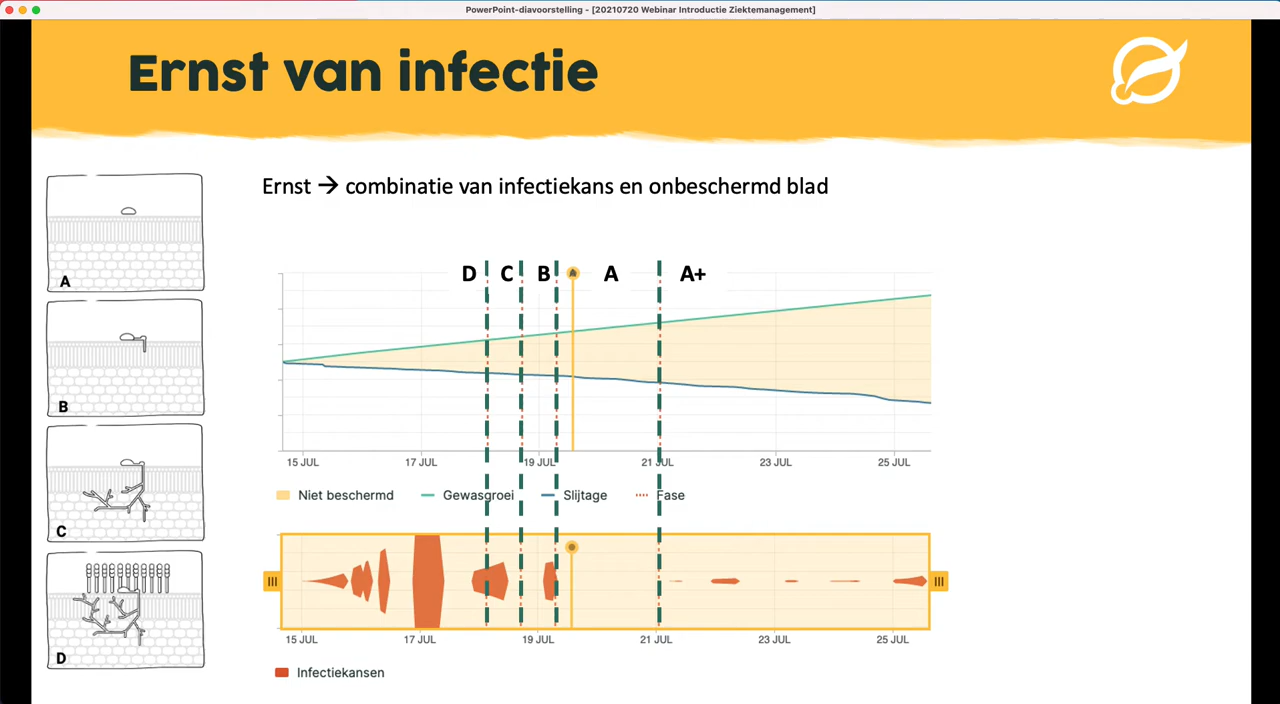 PowerPoint-diavoorstelling - [20210720 Webinar Introductie Ziektemanagement]
Ernst van infectie
Ernst → combinatie van infectiekans en onbeschermd blad
A
B
C
D
D C B A A+
15 JUL 17 JUL 19 JUL 21 JUL 23 JUL 25 JUL
Niet beschermd Gewasgroei Slijtage Fase
15 JUL 17 JUL 19 JUL 21 JUL 23 JUL 25 JUL
Infectiekansen